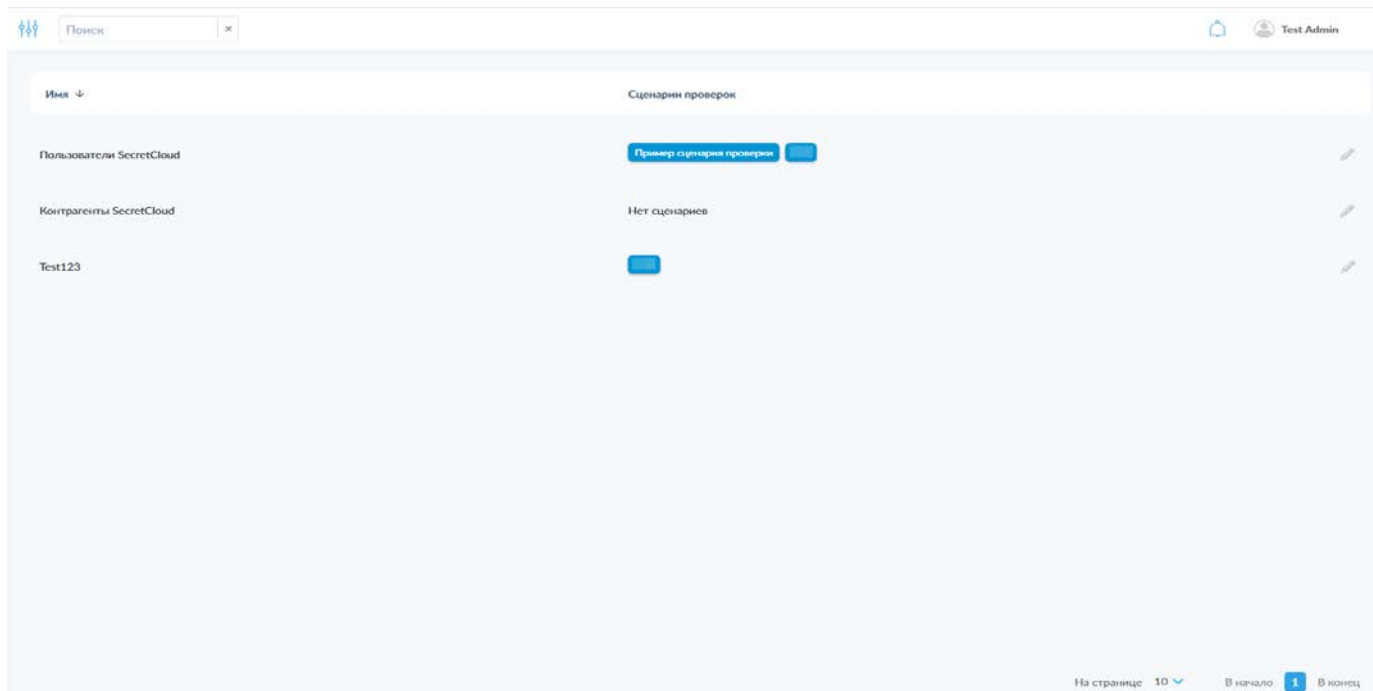 Поиск ×
Test Admin
Имя ↓ Сценарии проверок
Пользователи SecretCloud Пример сценария проверки
Контрагенты SecretCloud Нет сценариев
Test123
На странице 10 В начало 1 В конец